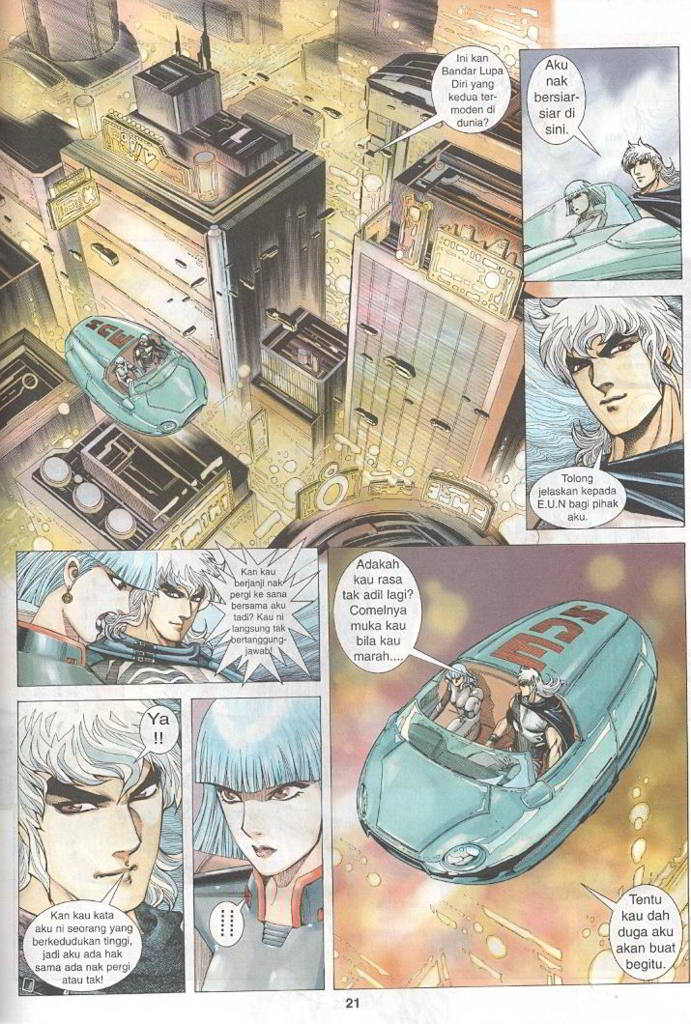 Ini kan
Bandar Lupa
Diri yang
kedua ter-
moden di
dunia?
Aku
nak
bersiar-
siar di
sini.
Tolong
jelaskan kepada
E.U.N bagi pihak
aku.
Kan kau
berjanji nak
pergi ke sana
bersama aku
tadi? Kau ni
langsung tak
bertanggung-
jawab!
Ya
!!
Kan kau kata
aku ni seorang yang
berkedudukan tinggi,
jadi aku ada hak
sama ada nak pergi
atau tak!
!!!
Adakah
kau rasa
tak adil lagi?
Comelnya
muka kau
bila kau
marah....
Tentu
kau dah
duga aku
akan buat
begitu.
21